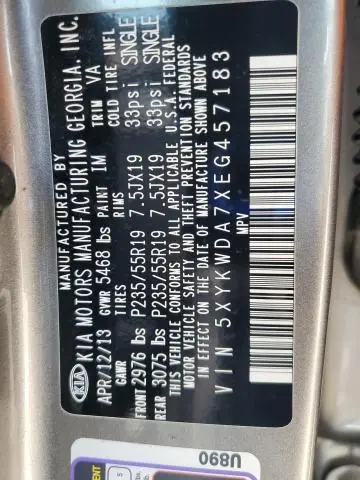 MANUFACTURED BY
KIA MOTORS MANUFACTURING GEORGIA, INC.
APR/12/13 GVWR 5468 lbs PAINT IM TRIM VA
GAWR TIRES RIMS COLD TIRE INFL
FRONT 2976 lbs P235/55R19 7.5JX19 33psi SINGLE
REAR 3075 lbs P235/55R19 7.5JX19 33psi SINGLE
THIS VEHICLE CONFORMS TO ALL APPLICABLE U.S.A. FEDERAL
MOTOR VEHICLE SAFETY AND THEFT PREVENTION STANDARDS
IN EFFECT ON THE DATE OF MANUFACTURE SHOWN ABOVE
VIN 5XYKWDA7XEG457183
MPV
KIA
U890